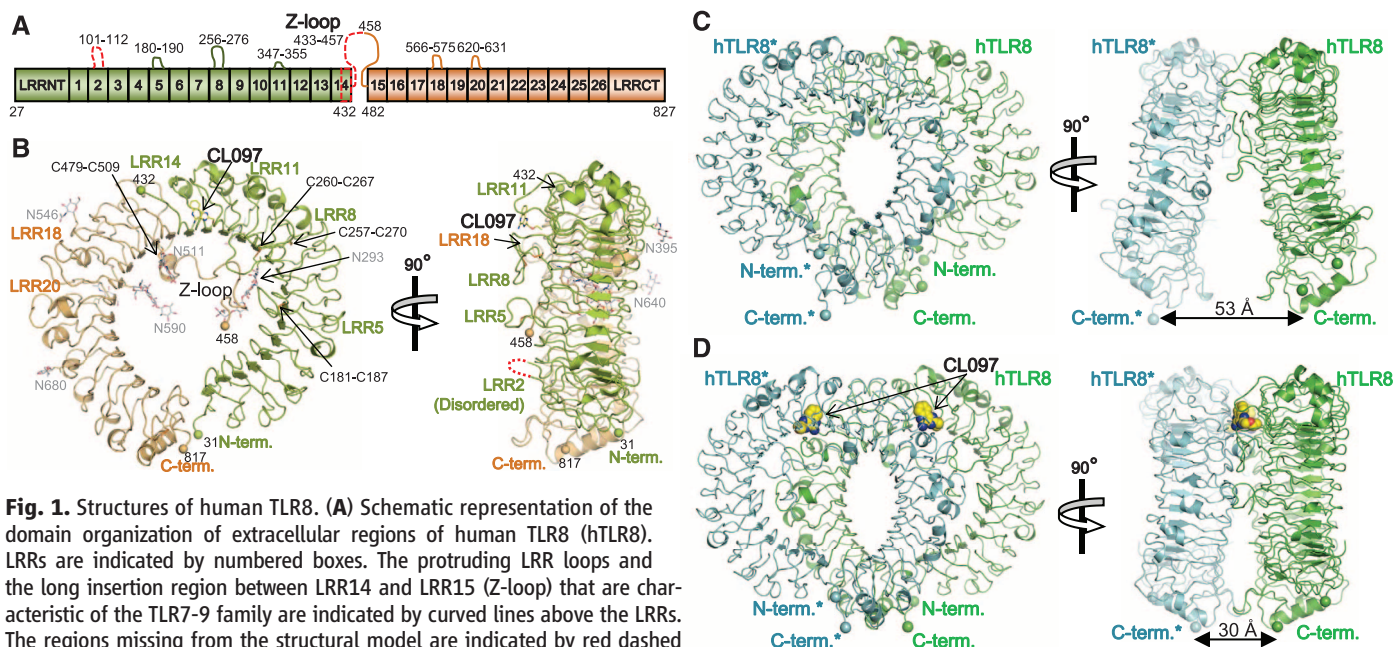 A
Z-loop
101-112
180-190
256-276
347-355
433-457
458
566-575
620-631
LRRNT 1 2 3 4 5 6 7 8 9 10 11 12 13 14 15 16 17 18 19 20 21 22 23 24 25 26 LRRCT
27
432
482
827
B
LRR14
CL097
LRR11
C479-C509
432
C260-C267
N546
LRR18
LRR8
C257-C270
N511
N293
LRR20
Z-loop
N590
LRR5
458
C181-C187
N680
31
N-term.
817
C-term.
90°
432
LRR11
CL097
LRR18
N395
LRR8
N640
LRR5
458
LRR2
(Disordered)
31
C-term.
817
N-term.
C
hTLR8*
hTLR8
N-term.*
N-term.
C-term.*
C-term.
90°
hTLR8*
hTLR8
C-term.*
53 Å
C-term.
D
hTLR8*
CL097
hTLR8
N-term.*
N-term.
C-term.*
C-term.
90°
hTLR8*
hTLR8
C-term.*
30 Å
C-term.
Fig. 1. Structures of human TLR8. (A) Schematic representation of the
domain organization of extracellular regions of human TLR8 (hTLR8).
LRRs are indicated by numbered boxes. The protruding LRR loops and
the long insertion region between LRR14 and LRR15 (Z-loop) that are char-
acteristic of the TLR7-9 family are indicated by curved lines above the LRRs.
The regions missing from the structural model are indicated by red dashed